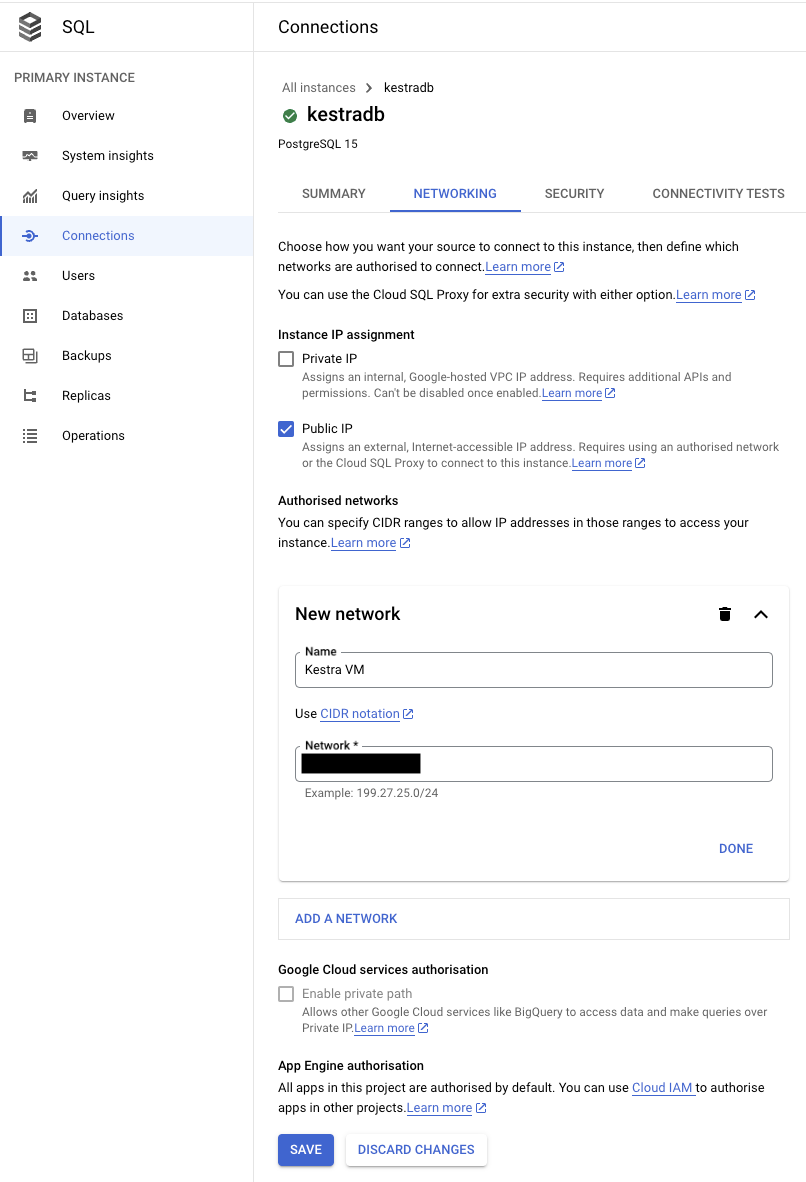 SQL
Connections
PRIMARY INSTANCE
Overview
System insights
Query insights
Connections
Users
Databases
Backups
Replicas
Operations
All instances > kestradb
kestradb
PostgreSQL 15
SUMMARY NETWORKING SECURITY CONNECTIVITY TESTS
Choose how you want your source to connect to this instance, then define which
networks are authorised to connect.Learn more
You can use the Cloud SQL Proxy for extra security with either option.Learn more
Instance IP assignment
Private IP
Assigns an internal, Google-hosted VPC IP address. Requires additional APIs and
permissions. Can't be disabled once enabled.Learn more
Public IP
Assigns an external, Internet-accessible IP address. Requires using an authorised network
or the Cloud SQL Proxy to connect to this instance.Learn more
Authorised networks
You can specify CIDR ranges to allow IP addresses in those ranges to access your
instance.Learn more
New network
Name
Kestra VM
Use CIDR notation
Network *
Example: 199.27.25.0/24
DONE
ADD A NETWORK
Google Cloud services authorisation
Enable private path
Allows other Google Cloud services like BigQuery to access data and make queries over
Private IP.Learn more
App Engine authorisation
All apps in this project are authorised by default. You can use Cloud IAM to authorise
apps in other projects.Learn more
SAVE DISCARD CHANGES